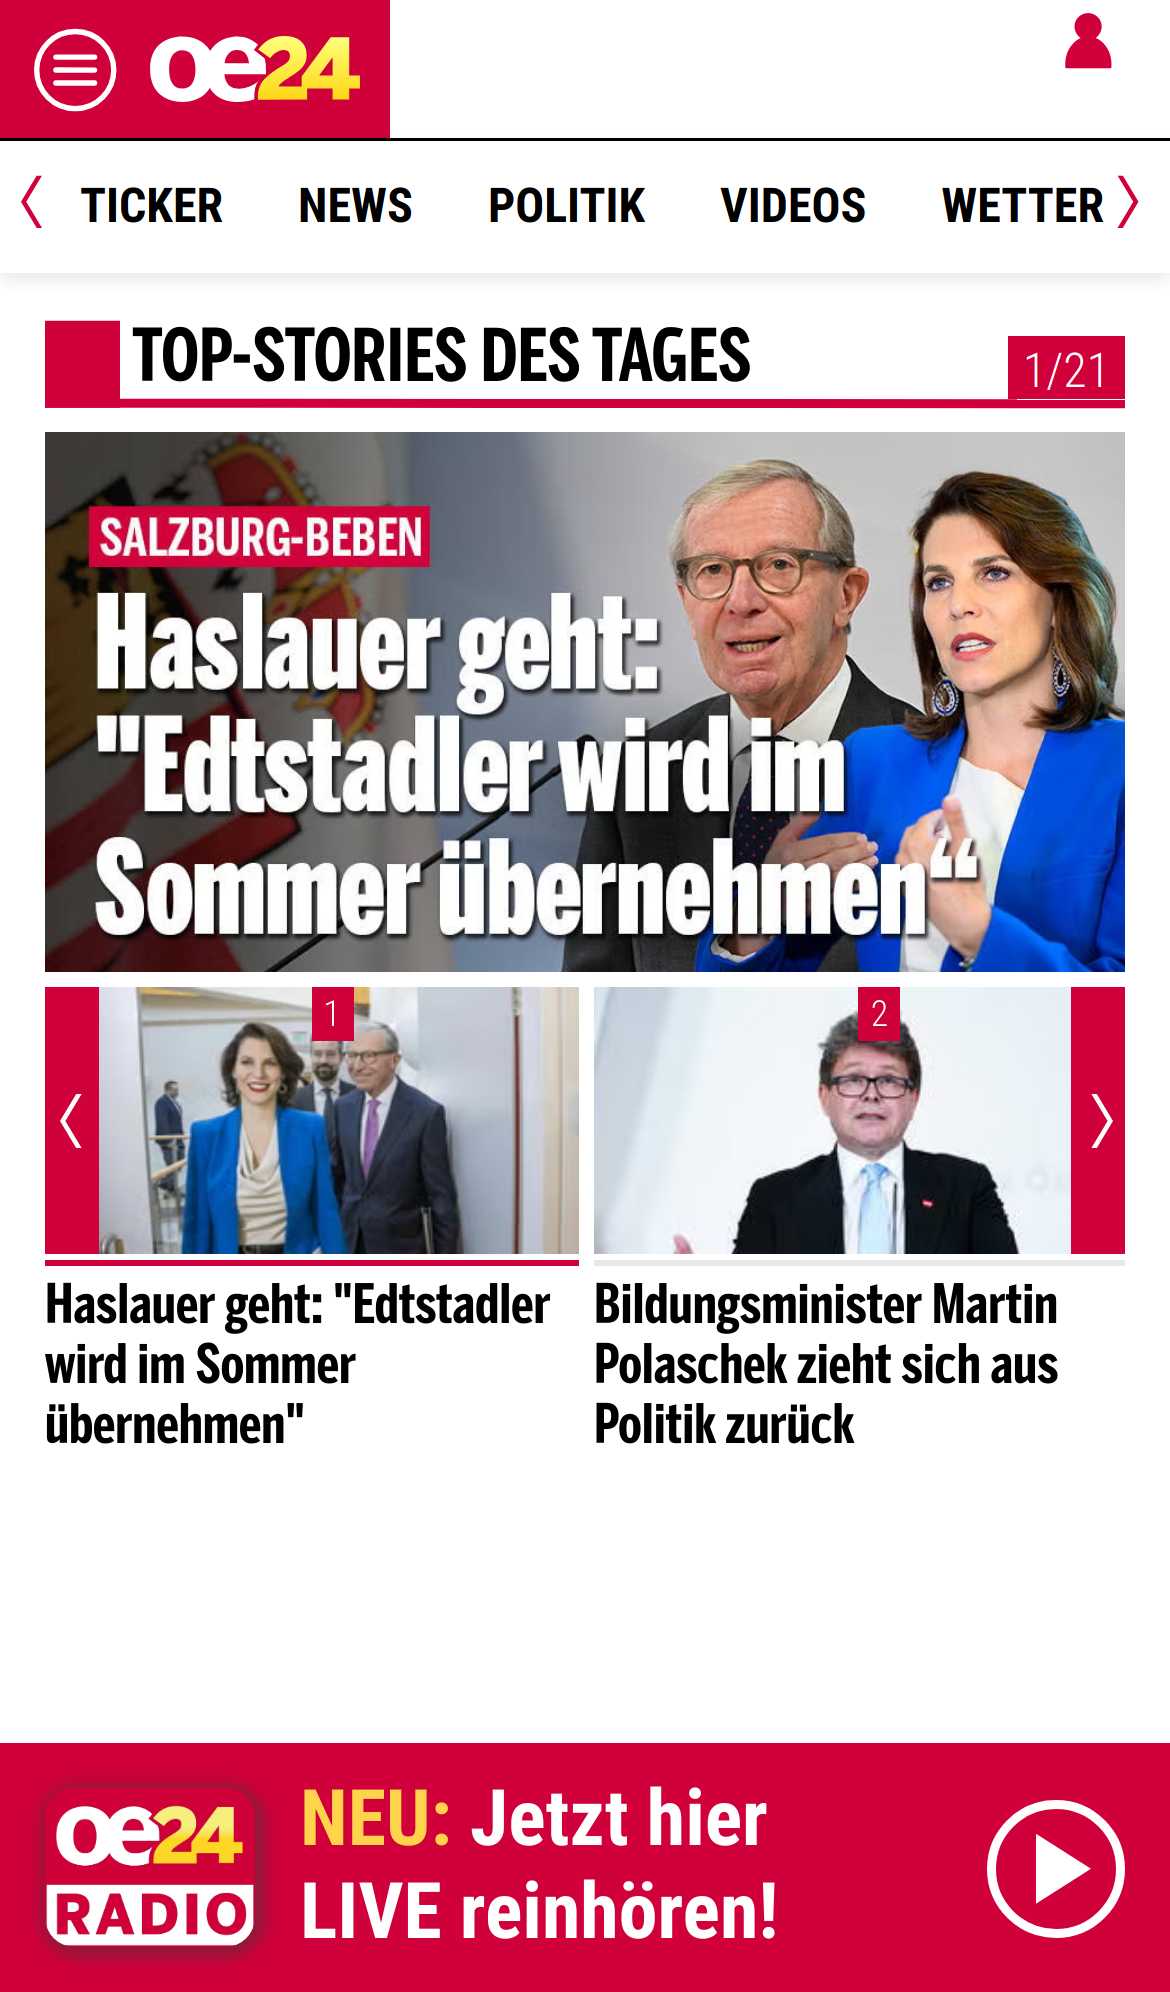 oe24
TICKER NEWS POLITIK VIDEOS WETTER
TOP-STORIES DES TAGES
1/21
SALZBURG-BEBEN
Haslauer geht:
"Edtstadler wird im
Sommer übernehmen“
1
2
Haslauer geht: "Edtstadler
wird im Sommer
übernehmen"
Bildungsminister Martin
Polaschek zieht sich aus
Politik zurück
oe24
RADIO
NEU: Jetzt hier
LIVE reinhören!